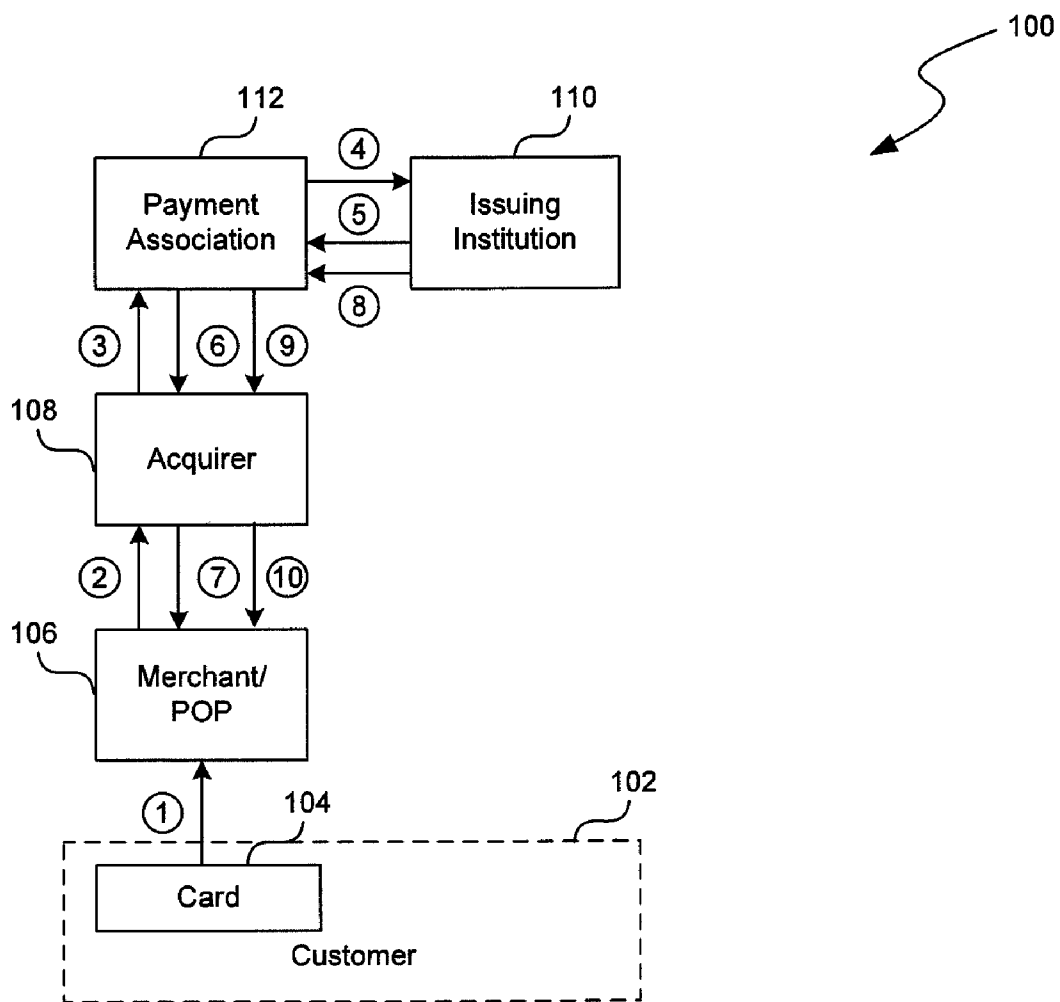 100
112
110
④
Payment
Association
Issuing
Institution
⑤
⑧
③
⑥
⑨
108
Acquirer
②
⑦
⑩
106
Merchant/
POP
①
104
102
Card
Customer